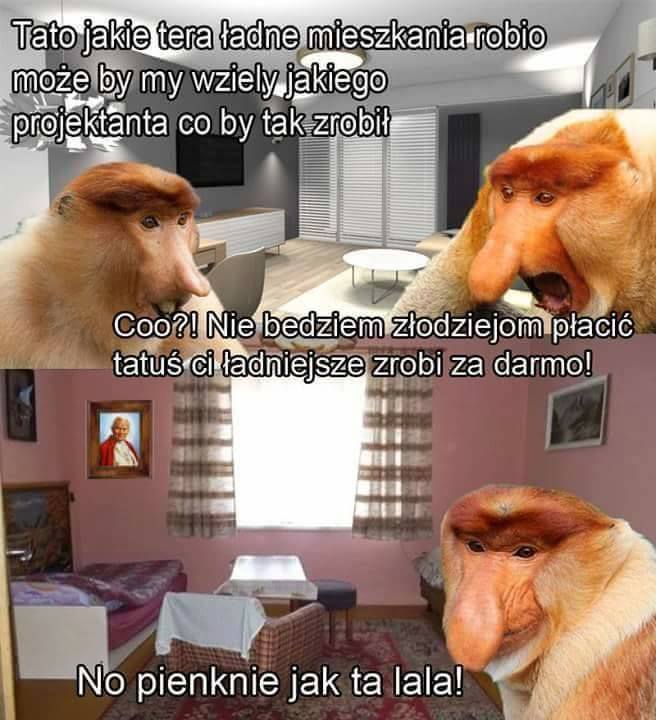 Tato jakie tera ładne mieszkania robio
może by my wziely jakiego
projektanta co by tak zrobił
Coo?! Nie bedziem złodziejom płacić
tatuś ci ładniejsze zrobi za darmo!
No pienknie jak ta lala!